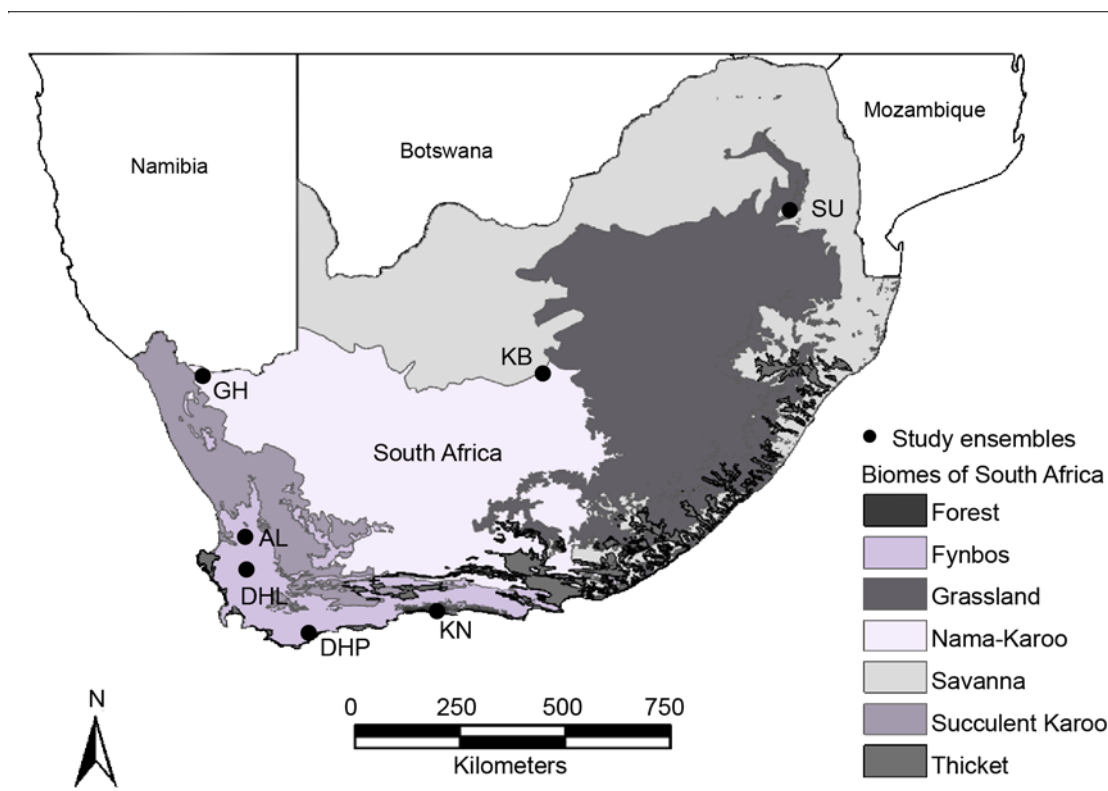 Mozambique
Botswana
Namibia
SU
KB
GH
South Africa
Study ensembles
Biomes of South Africa
Forest
AL
Fynbos
DHL
Grassland
KN
DHP
Nama-Karoo
Savanna
N
0 250 500 750
Succulent Karoo
Kilometers
Thicket